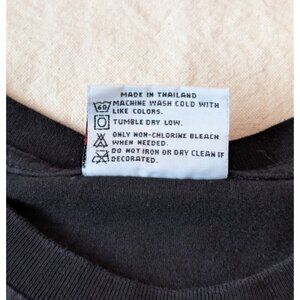 MADE IN THAILAND
60 MACHINE WASH COLD WITH
LIKE COLORS.
TUMBLE DRY LOW.
ONLY NON-CHLORINE BLEACH
WHEN NEEDED.
DO NOT IRON OR DRY CLEAN IF
DECORATED.